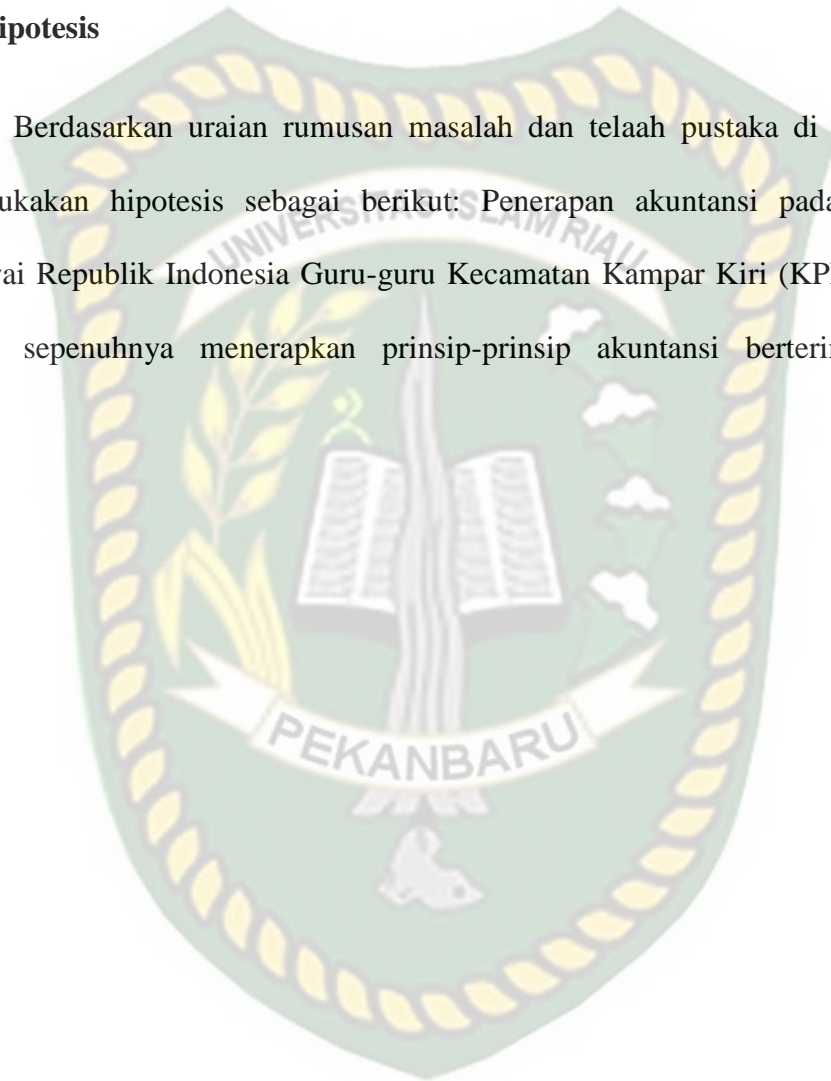 ipotesis
Berdasarkan uraian rumusan masalah dan telaah pustaka di
ukakan hipotesis sebagai berikut: Penerapan akuntansi pada
UNIVERSITAS ISLAM RIAU
ai Republik Indonesia Guru-guru Kecamatan Kampar Kiri (KP
sepenuhnya menerapkan prinsip-prinsip akuntansi berterin
PEKANBARU